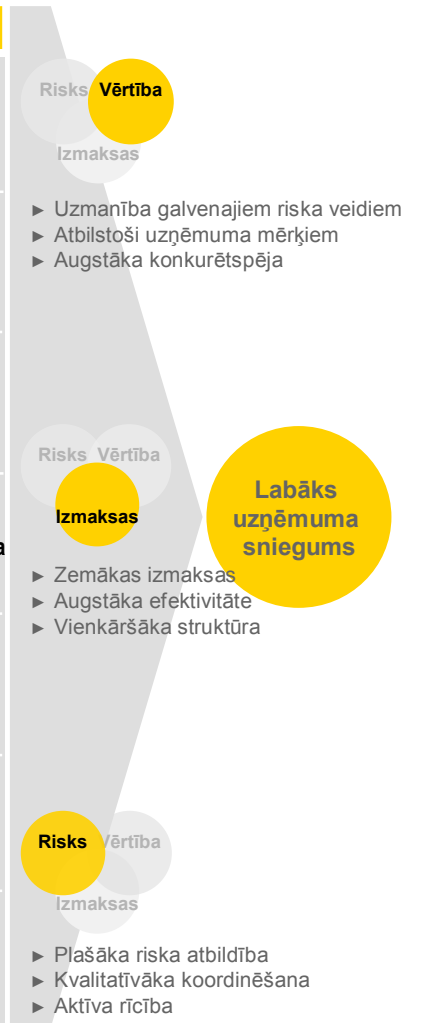 Risks Vērtība
Izmaksas
► Uzmanība galvenajiem riska veidiem
► Atbilstoši uzņēmuma mērķiem
► Augstāka konkurētspēja
Risks Vērtība
Izmaksas
Labāks
uzņēmuma
sniegums
► Zemākas izmaksas
► Augstāka efektivitāte
► Vienkāršāka struktūra
Risks Vērtība
Izmaksas
► Plašāka riska atbildība
► Kvalitatīvāka koordinēšana
► Aktīva rīcība